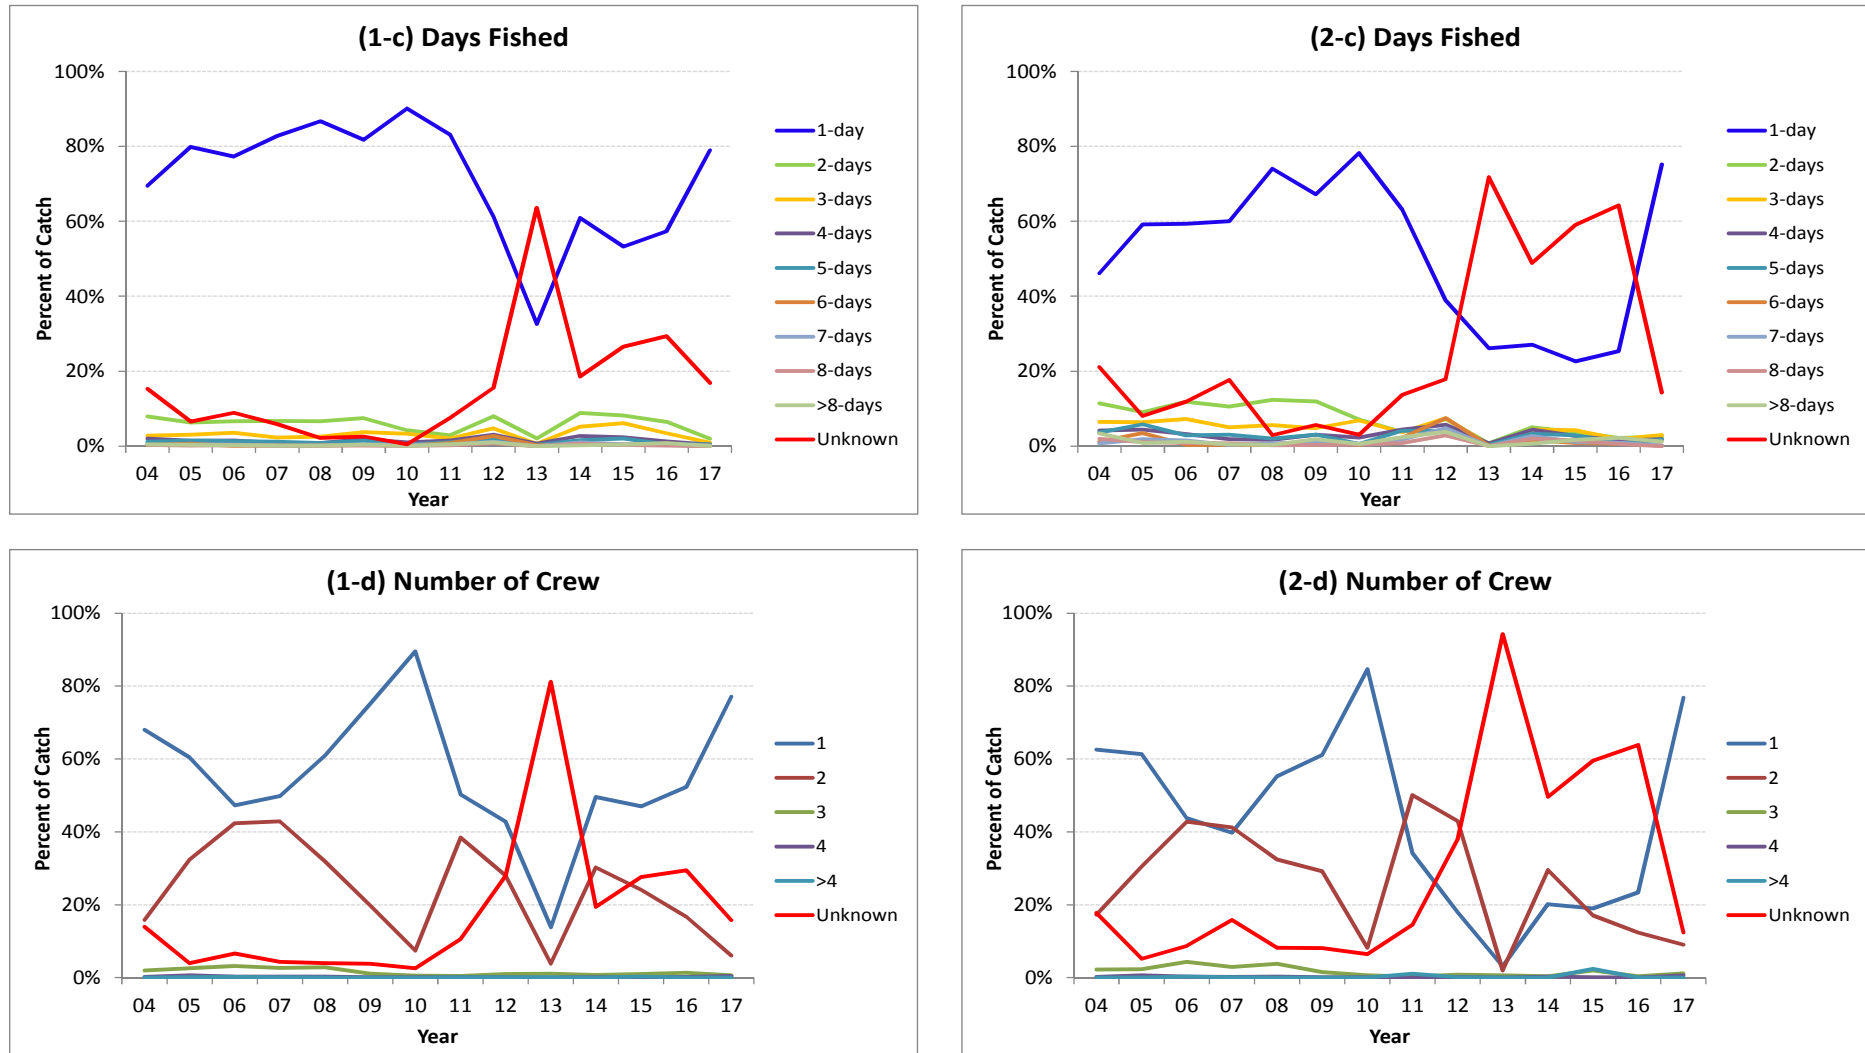 (1-c) Days Fished
100%
80%
60%
40%
20%
0%
Percent of Catch
04 05 06 07 08 09 10 11 12 13 14 15 16 17
Year
1-day
2-days
3-days
4-days
5-days
6-days
7-days
8-days
>8-days
Unknown
(2-c) Days Fished
100%
80%
60%
40%
20%
0%
Percent of Catch
04 05 06 07 08 09 10 11 12 13 14 15 16 17
Year
1-day
2-days
3-days
4-days
5-days
6-days
7-days
8-days
>8-days
Unknown
(1-d) Number of Crew
100%
80%
60%
40%
20%
0%
Percent of Catch
04 05 06 07 08 09 10 11 12 13 14 15 16 17
Year
1
2
3
4
>4
Unknown
(2-d) Number of Crew
100%
80%
60%
40%
20%
0%
Percent of Catch
04 05 06 07 08 09 10 11 12 13 14 15 16 17
Year
1
2
3
4
>4
Unknown